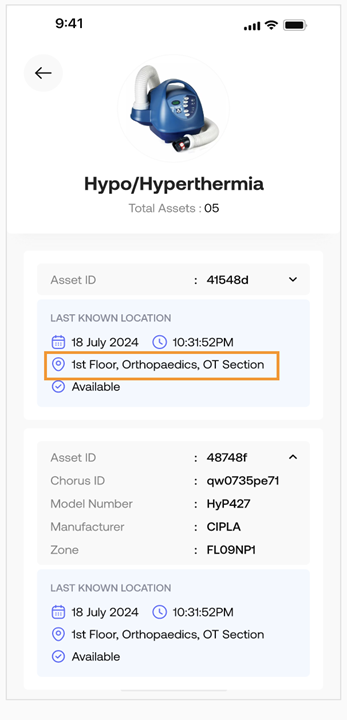 9:41
Hypo/Hyperthermia
Total Assets : 05
Asset ID : 41548d
LAST KNOWN LOCATION
18 July 2024 10:31:52PM
1st Floor, Orthopaedics, OT Section
Available
Asset ID : 48748f
Chorus ID : qw0735pe71
Model Number : HyP427
Manufacturer : CIPLA
Zone : FL09NP1
LAST KNOWN LOCATION
18 July 2024 10:31:52PM
1st Floor, Orthopaedics, OT Section
Available